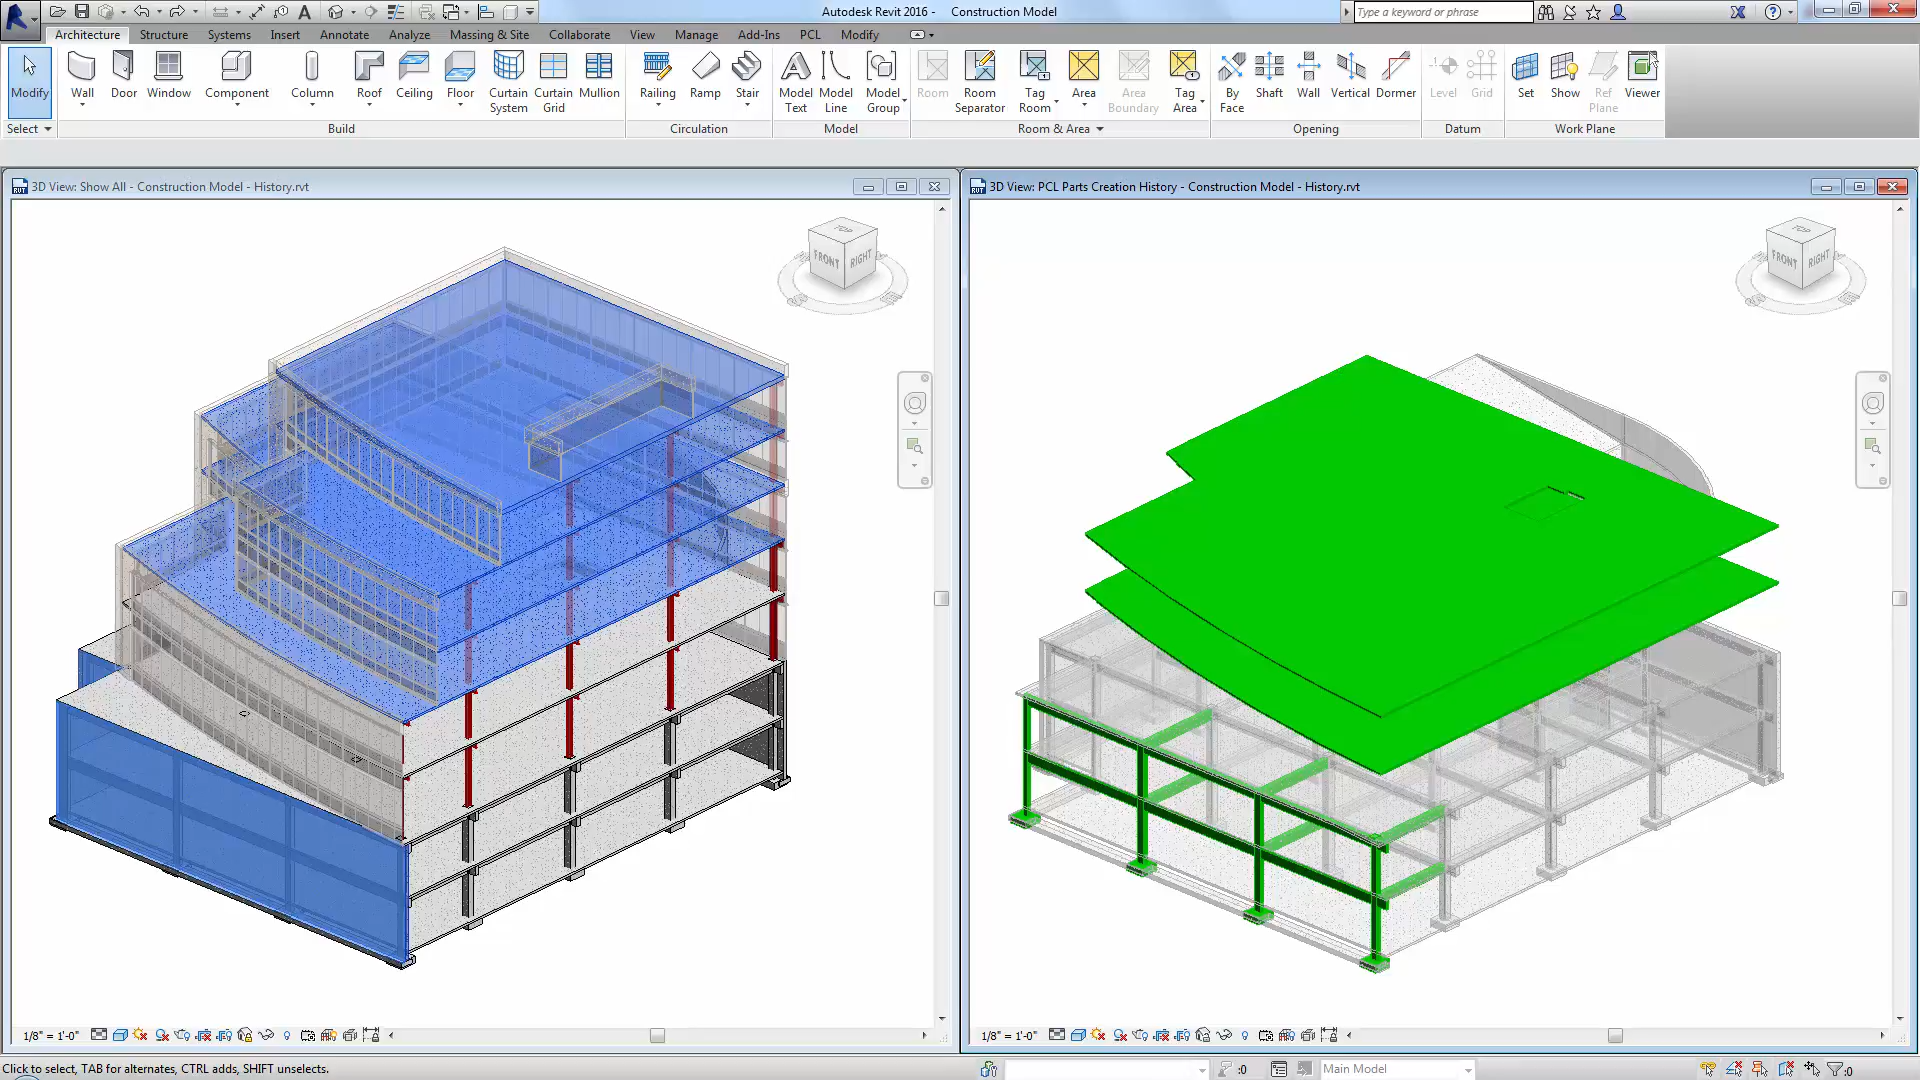 Autodesk Revit 2016 - Construction Model
Type a keyword or phrase
Architecture Structure Systems Insert Annotate Analyze Massing & Site Collaborate View Manage Add-Ins PCL Modify
Modify Wall Door Window Component Column Roof Ceiling Floor Curtain System Curtain Grid Mullion Railing Ramp Stair Model Text Model Line Model Group Room Room Separator Tag Room Area Area Boundary Tag Area By Face Shaft Wall Vertical Dormer Level Grid Set Show Ref Plane Viewer
Select Build Circulation Model Room & Area Opening Datum Work Plane
3D View: Show All - Construction Model - History.rvt
TOP
FRONT RIGHT
1/8" = 1'-0"
3D View: PCL Parts Creation History - Construction Model - History.rvt
TOP
FRONT RIGHT
1/8" = 1'-0"
Click to select, TAB for alternates, CTRL adds, SHIFT unselects.
:0 Main Model :0